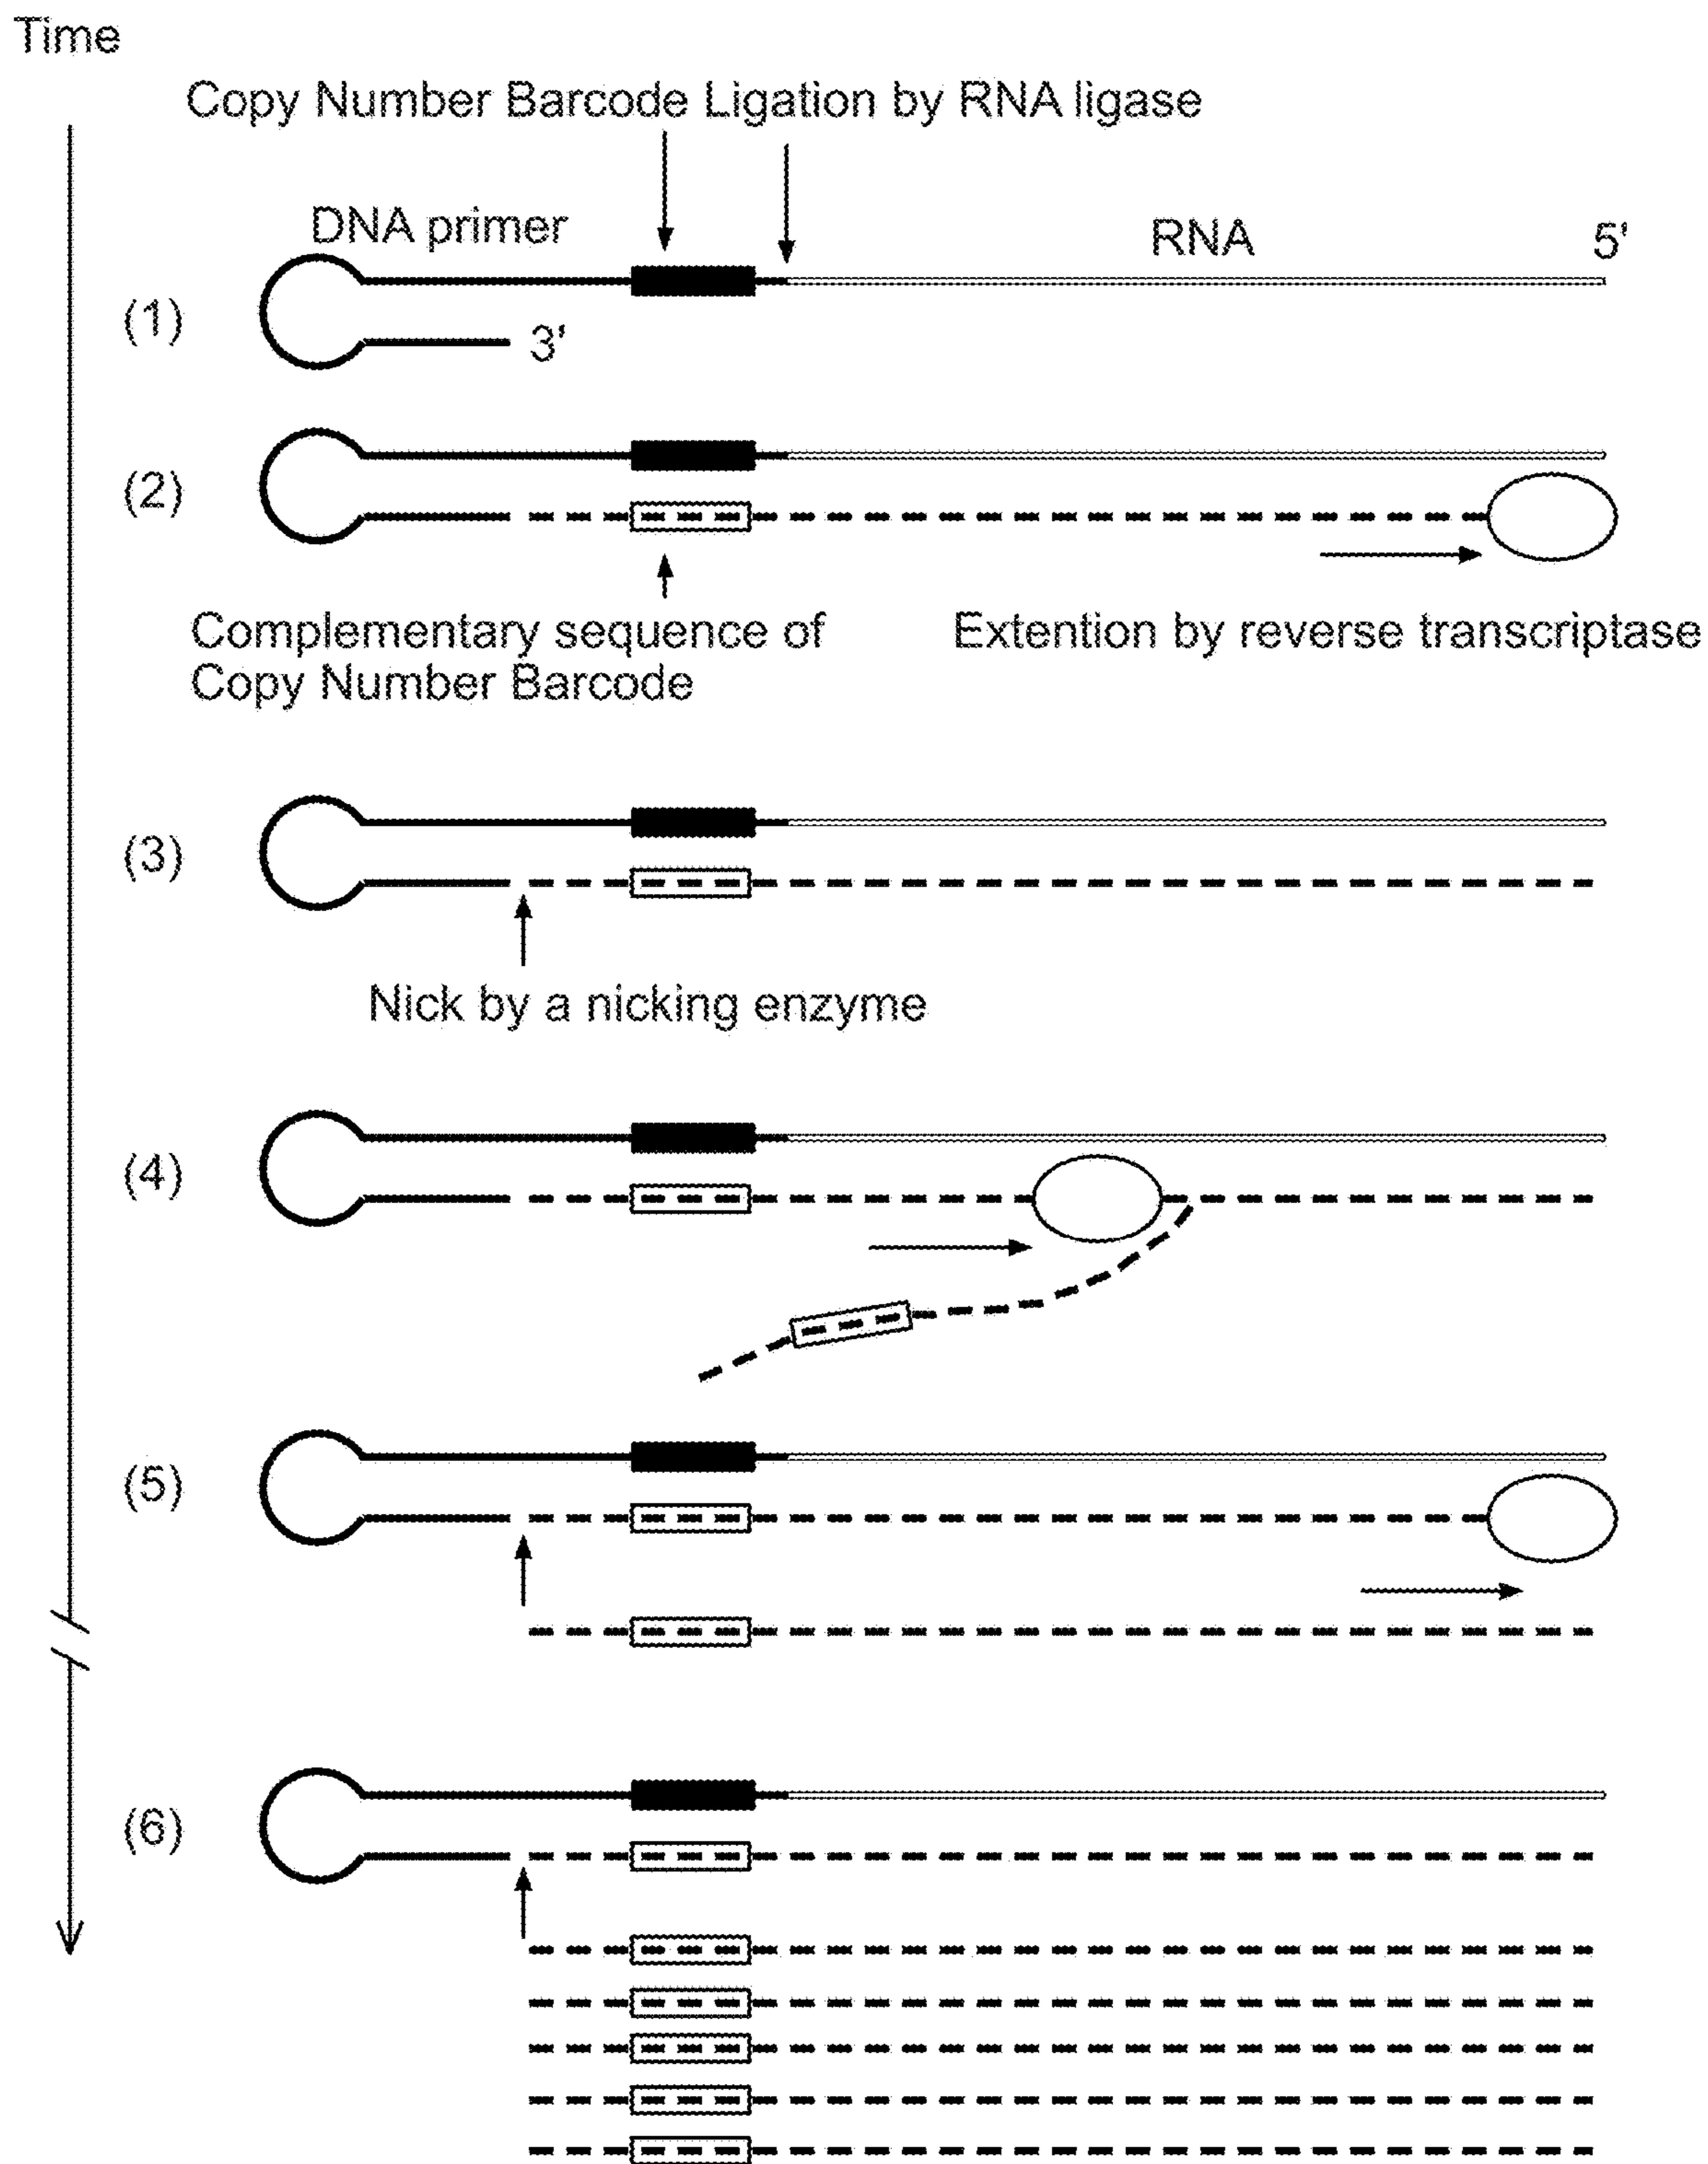 Time
Copy Number Barcode Ligation by RNA ligase
DNA primer
RNA
5'
(1)
3'
(2)
Complementary sequence of
Copy Number Barcode
Extention by reverse transcriptase
(3)
Nick by a nicking enzyme
(4)
(5)
(6)